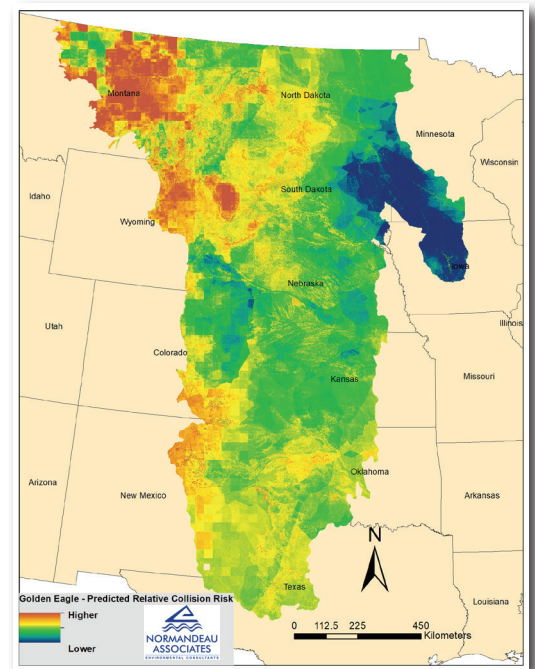 Montana
North Dakota
Minnesota
Wisconsin
Idaho
South Dakota
Wyoming
Iowa
Nebraska
Utah
Illinois
Colorado
Kansas
Missouri
Arizona
New Mexico
Oklahoma
Arkansas
Texas
Louisiana
N
Golden Eagle - Predicted Relative Collision Risk
Higher
Lower
NORMANDEAU
ASSOCIATES
ENVIRONMENTAL CONSULTANTS
0 112.5 225 450
Kilometers